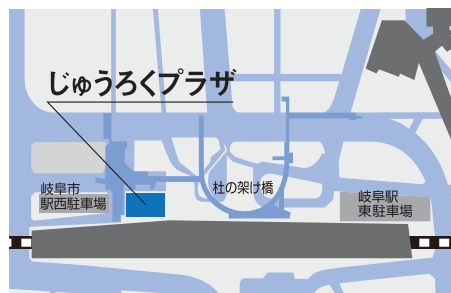 じゅうろくプラザ
杜の架け橋
岐阜市
駅西駐車場
岐阜駅
東駐車場